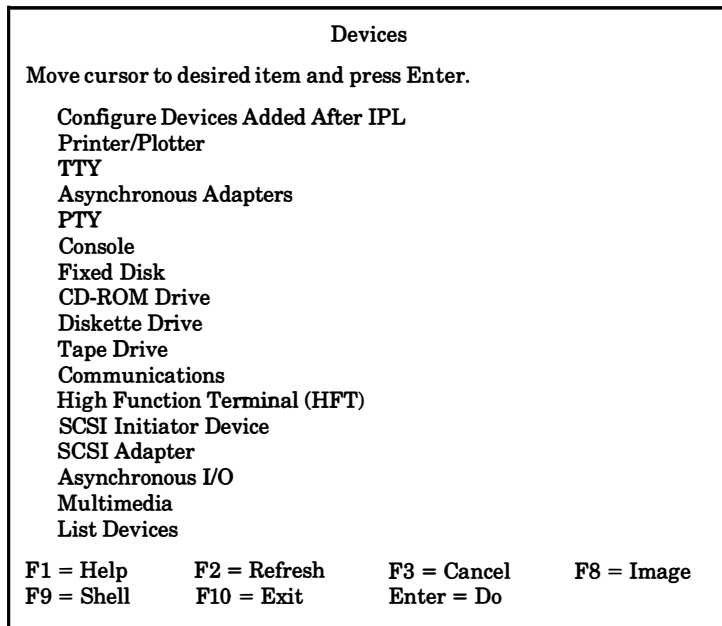 Devices
Move cursor to desired item and press Enter.
Configure Devices Added After IPL
Printer/Plotter
TTY
Asynchronous Adapters
PTY
Console
Fixed Disk
CD-ROM Drive
Diskette Drive
Tape Drive
Communications
High Function Terminal (HFT)
SCSI Initiator Device
SCSI Adapter
Asynchronous I/O
Multimedia
List Devices
F1 = Help F2 = Refresh F3 = Cancel F8 = Image
F9 = Shell F10 = Exit Enter = Do